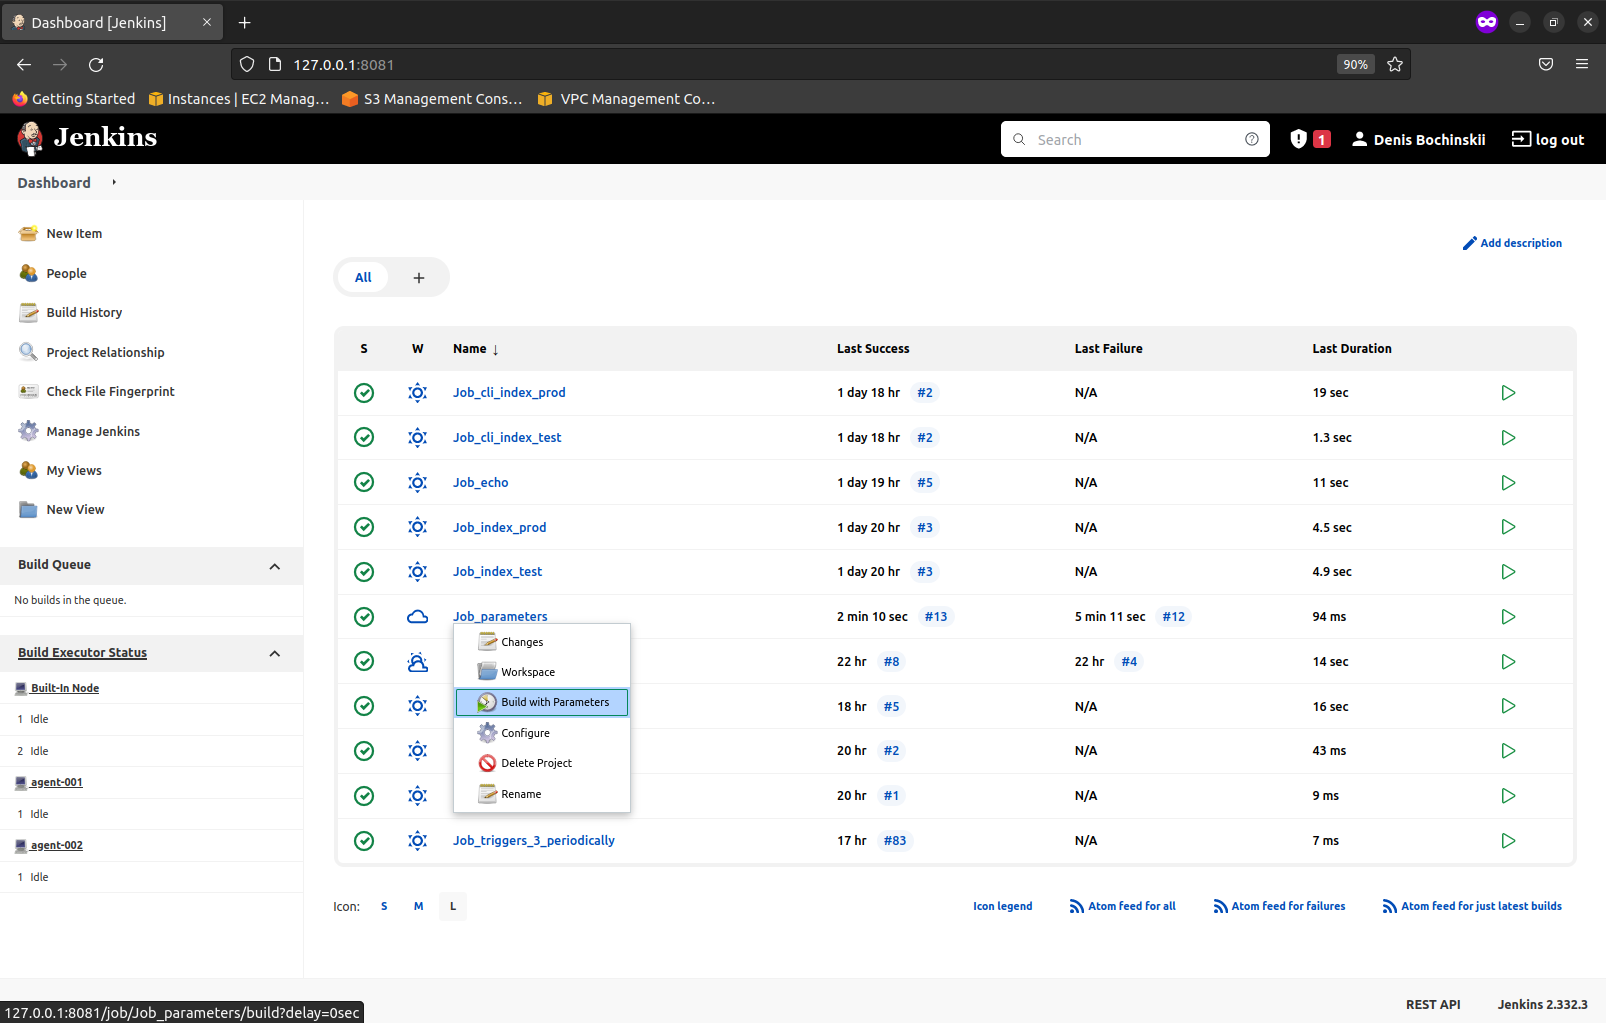 Dashboard [Jenkins]
127.0.0.1:8081
90%
Getting Started
Instances | EC2 Manag...
S3 Management Cons...
VPC Management Co...
Jenkins
Search
1
Denis Bochinskii
log out
Dashboard
New Item
People
Build History
Project Relationship
Check File Fingerprint
Manage Jenkins
My Views
New View
Build Queue
No builds in the queue.
Build Executor Status
Built-In Node
1 Idle
2 Idle
agent-001
1 Idle
agent-002
1 Idle
Add description
All +
S W Name ↓ Last Success Last Failure Last Duration
Job_cli_index_prod 1 day 18 hr #2 N/A 19 sec
Job_cli_index_test 1 day 18 hr #2 N/A 1.3 sec
Job_echo 1 day 19 hr #5 N/A 11 sec
Job_index_prod 1 day 20 hr #3 N/A 4.5 sec
Job_index_test 1 day 20 hr #3 N/A 4.9 sec
Job_parameters 2 min 10 sec #13 5 min 11 sec #12 94 ms
22 hr #8 22 hr #4 14 sec
18 hr #5 N/A 16 sec
20 hr #2 N/A 43 ms
20 hr #1 N/A 9 ms
Job_triggers_3_periodically 17 hr #83 N/A 7 ms
Changes
Workspace
Build with Parameters
Configure
Delete Project
Rename
Icon: S M L
Icon legend
Atom feed for all
Atom feed for failures
Atom feed for just latest builds
REST API
Jenkins 2.332.3
127.0.0.1:8081/job/Job_parameters/build?delay=0sec